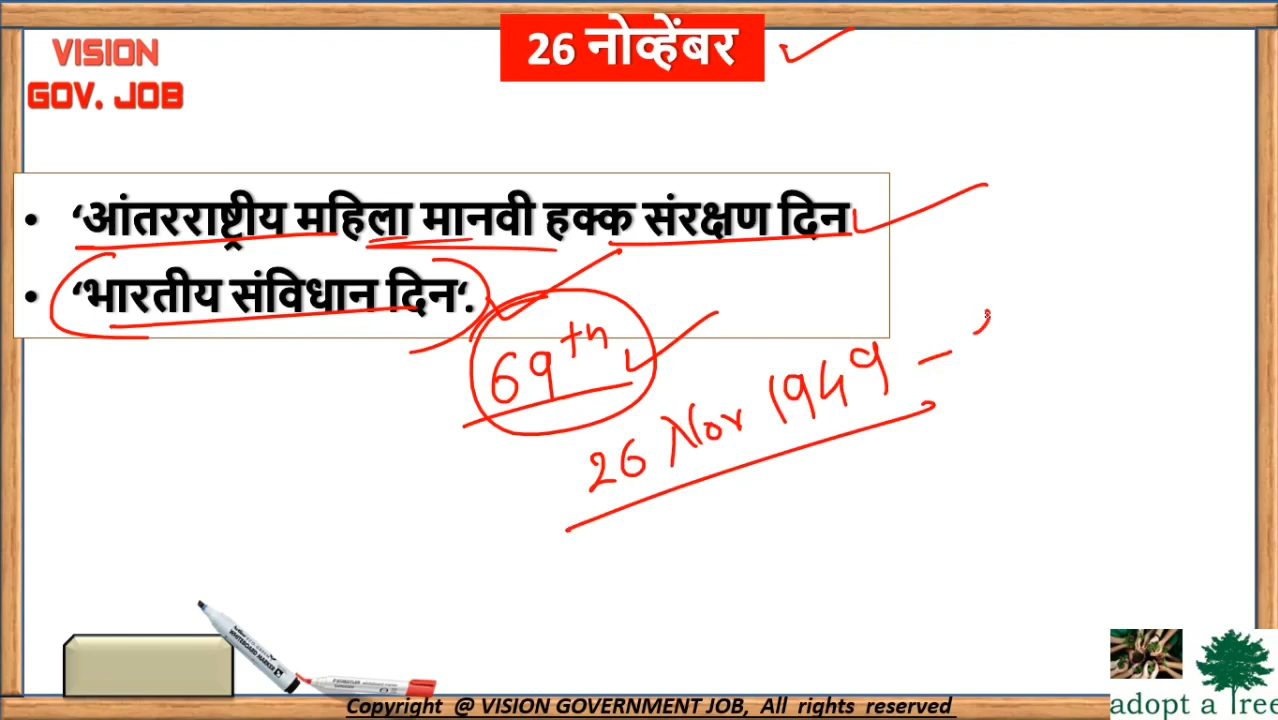 26 नोव्हेंबर
VISION
GOV. JOB
• ‘आंतरराष्ट्रीय महिला मानवी हक्क संरक्षण दिन
• ‘भारतीय संविधान दिन‘.
69th
26 Nov 1949 –
Copyright @ VISION GOVERNMENT JOB, All rights reserved
adopt a Tree